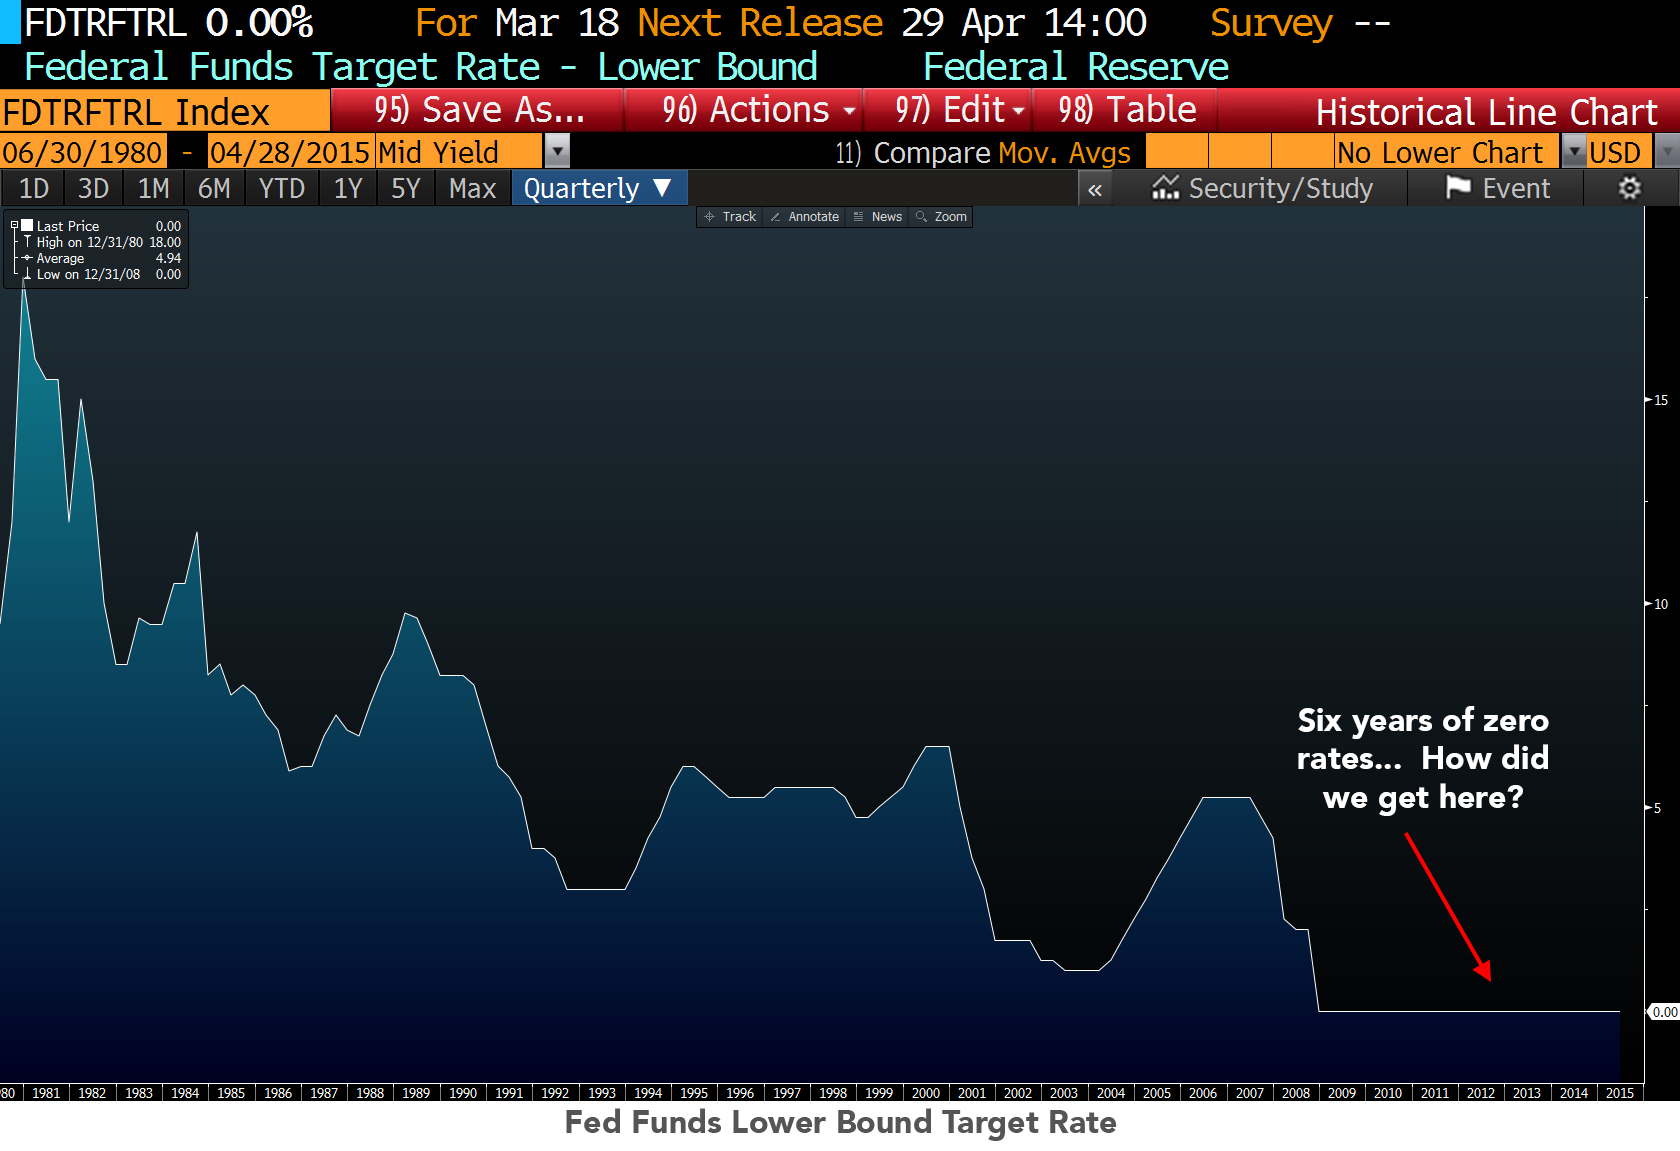 FDTRFTRL 0.00% For Mar 18 Next Release 29 Apr 14:00 Survey --
Federal Funds Target Rate - Lower Bound Federal Reserve
FDTRFTRL Index 95) Save As... 96) Actions 97) Edit 98) Table Historical Line Chart
06/30/1980 - 04/28/2015 Mid Yield 11) Compare Mov. Avgs No Lower Chart USD
1D 3D 1M 6M YTD 1Y 5Y Max Quarterly ▼ « Security/Study Event
Track Annotate News Zoom
Last Price 0.00
High on 12/31/80 18.00
Average 4.94
Low on 12/31/08 0.00
15
10
Six years of zero
rates... How did
we get here?
5
0.00
80 1981 1982 1983 1984 1985 1986 1987 1988 1989 1990 1991 1992 1993 1994 1995 1996 1997 1998 1999 2000 2001 2002 2003 2004 2005 2006 2007 2008 2009 2010 2011 2012 2013 2014 2015
Fed Funds Lower Bound Target Rate